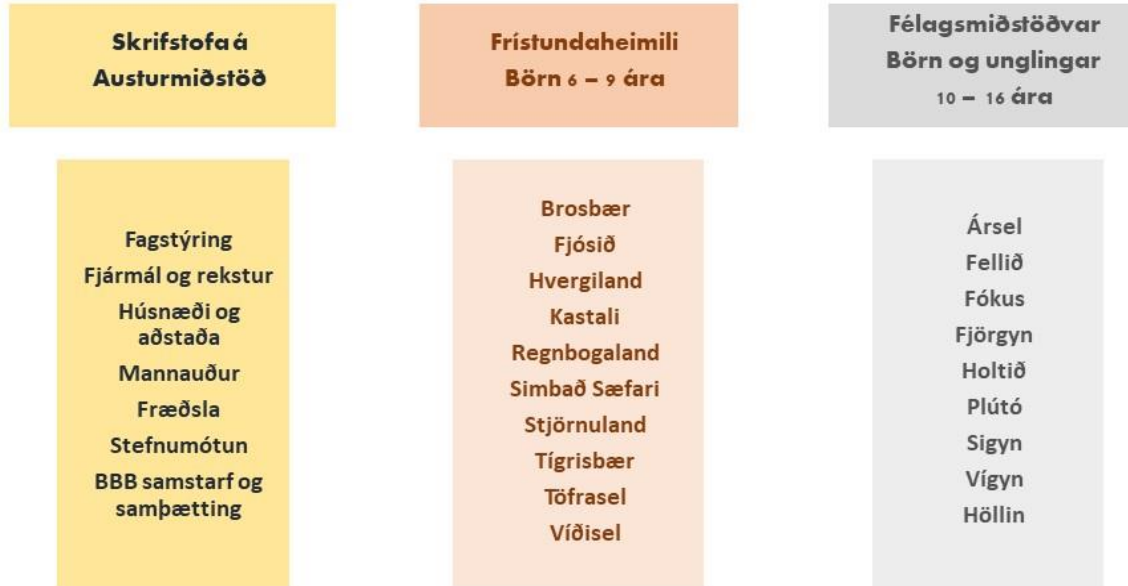 Skrifstofa á
Austurmiðstöð
Fagstýring
Fjármál og rekstur
Húsnæði og
aðstaða
Mannauður
Fræðsla
Stefnumótun
BBB samstarf og
samþætting
Frístundaheimili
Börn 6 – 9 ára
Brosbær
Fjósið
Hvergiland
Kastali
Regnbogaland
Simbað Sæfari
Stjörnuland
Tígrisbær
Töfrasel
Víðisel
Félagsmiðstöðvar
Börn og unglingar
10 – 16 ára
Ársel
Fellið
Fókus
Fjörgyn
Holtið
Plútó
Sigyn
Vígyn
Höllin